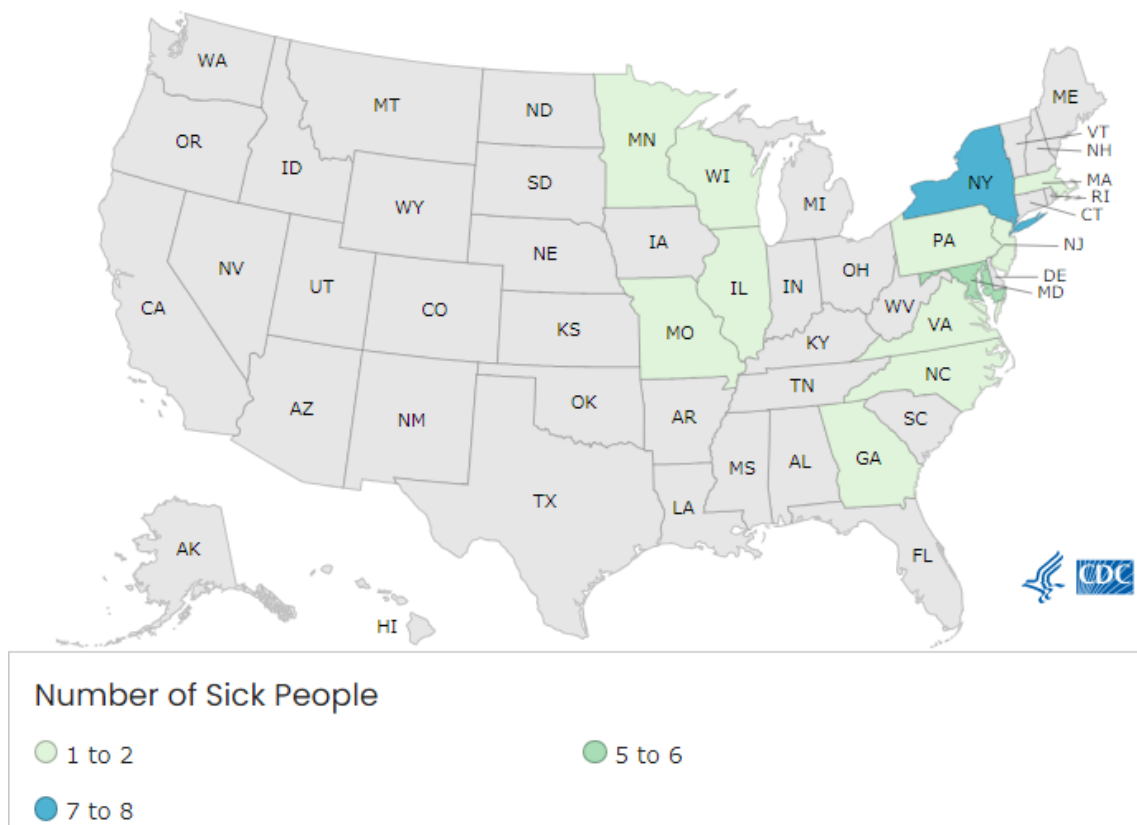 WA
MT
ND
MN
ME
VT
NH
OR
ID
SD
WI
NY
MA
RI
CT
WY
MI
IA
PA
NJ
NE
NV
UT
IL
IN
OH
DE
MD
CA
CO
WV
VA
KS
MO
KY
NC
TN
AZ
NM
OK
AR
SC
MS
AL
GA
TX
LA
FL
AK
HI
CDC
Number of Sick People
1 to 2
5 to 6
7 to 8